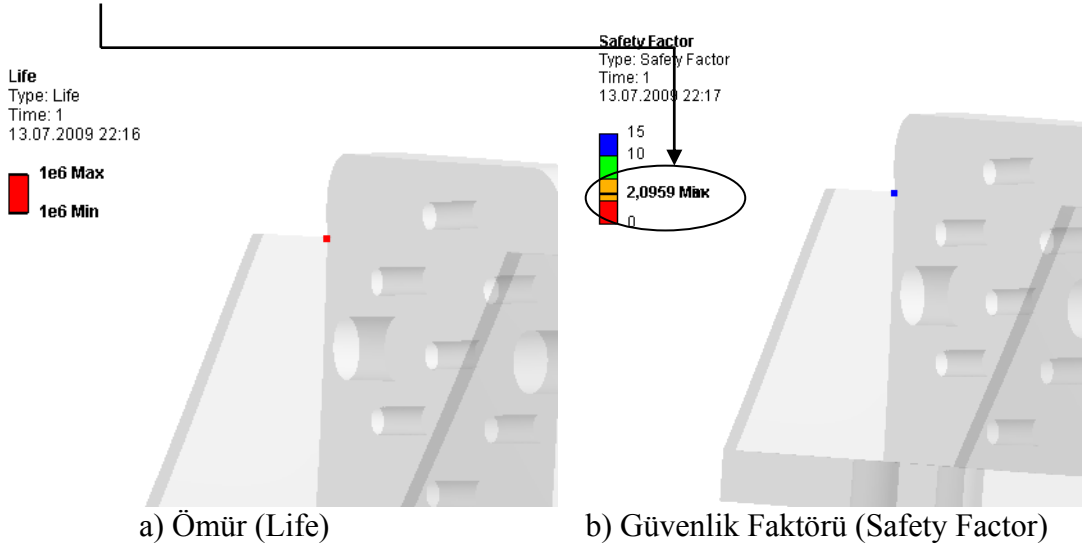 Life
Type: Life
Time: 1
13.07.2009 22:16
1e6 Max
1e6 Min
Safety Factor
Type: Safety Factor
Time: 1
13.07.2009 22:17
15
10
2,0959
0
a) Ömür (Life)
b) Güvenlik Faktörü (Safety Factor)